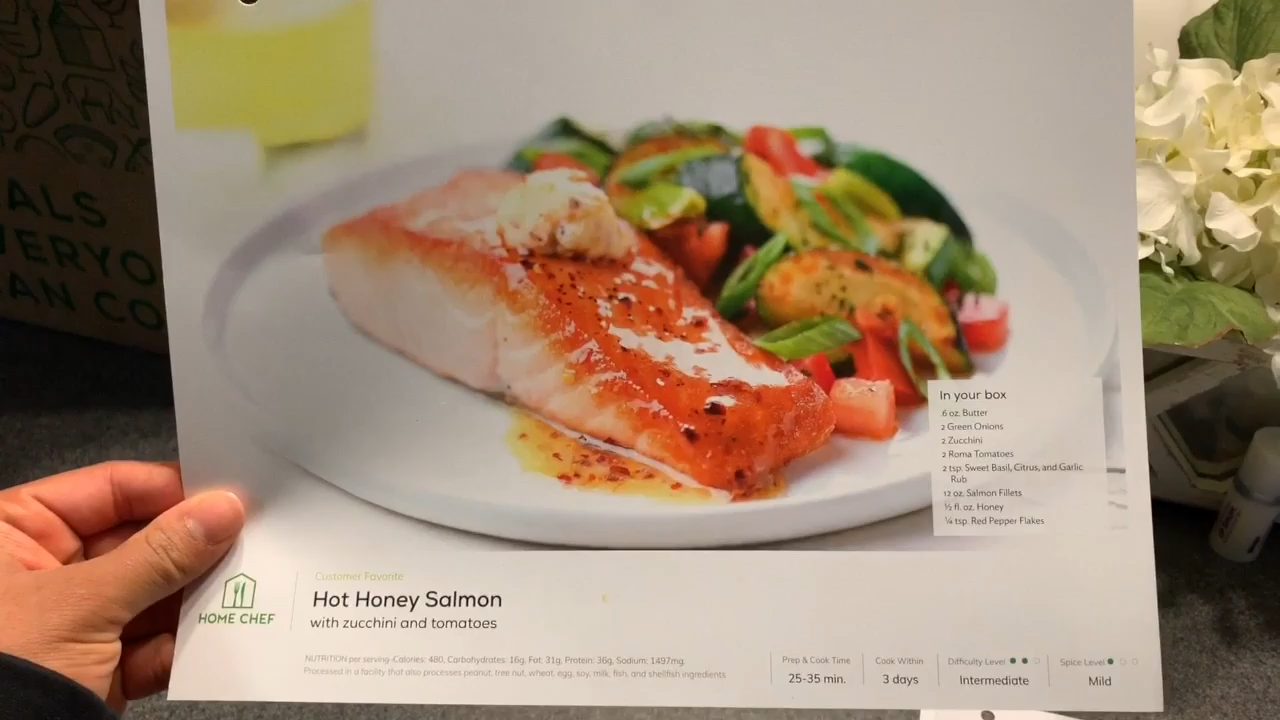 ALS
VERYO
EAN CO
In your box
.6 oz. Butter
2 Green Onions
2 Zucchini
2 Roma Tomatoes
2 tsp. Sweet Basil, Citrus, and Garlic
Rub
12 oz. Salmon Fillets
½ fl. oz. Honey
¼ tsp. Red Pepper Flakes
HOME CHEF
Customer Favorite
Hot Honey Salmon
with zucchini and tomatoes
NUTRITION per serving-Calories: 480, Carbohydrates: 16g, Fat: 31g, Protein: 36g, Sodium: 1497mg.
Processed in a facility that also processes peanut, tree nut, wheat, egg, soy, milk, fish, and shellfish ingredients
Prep & Cook Time
25-35 min.
Cook Within
3 days
Difficulty Level
Intermediate
Spice Level
Mild